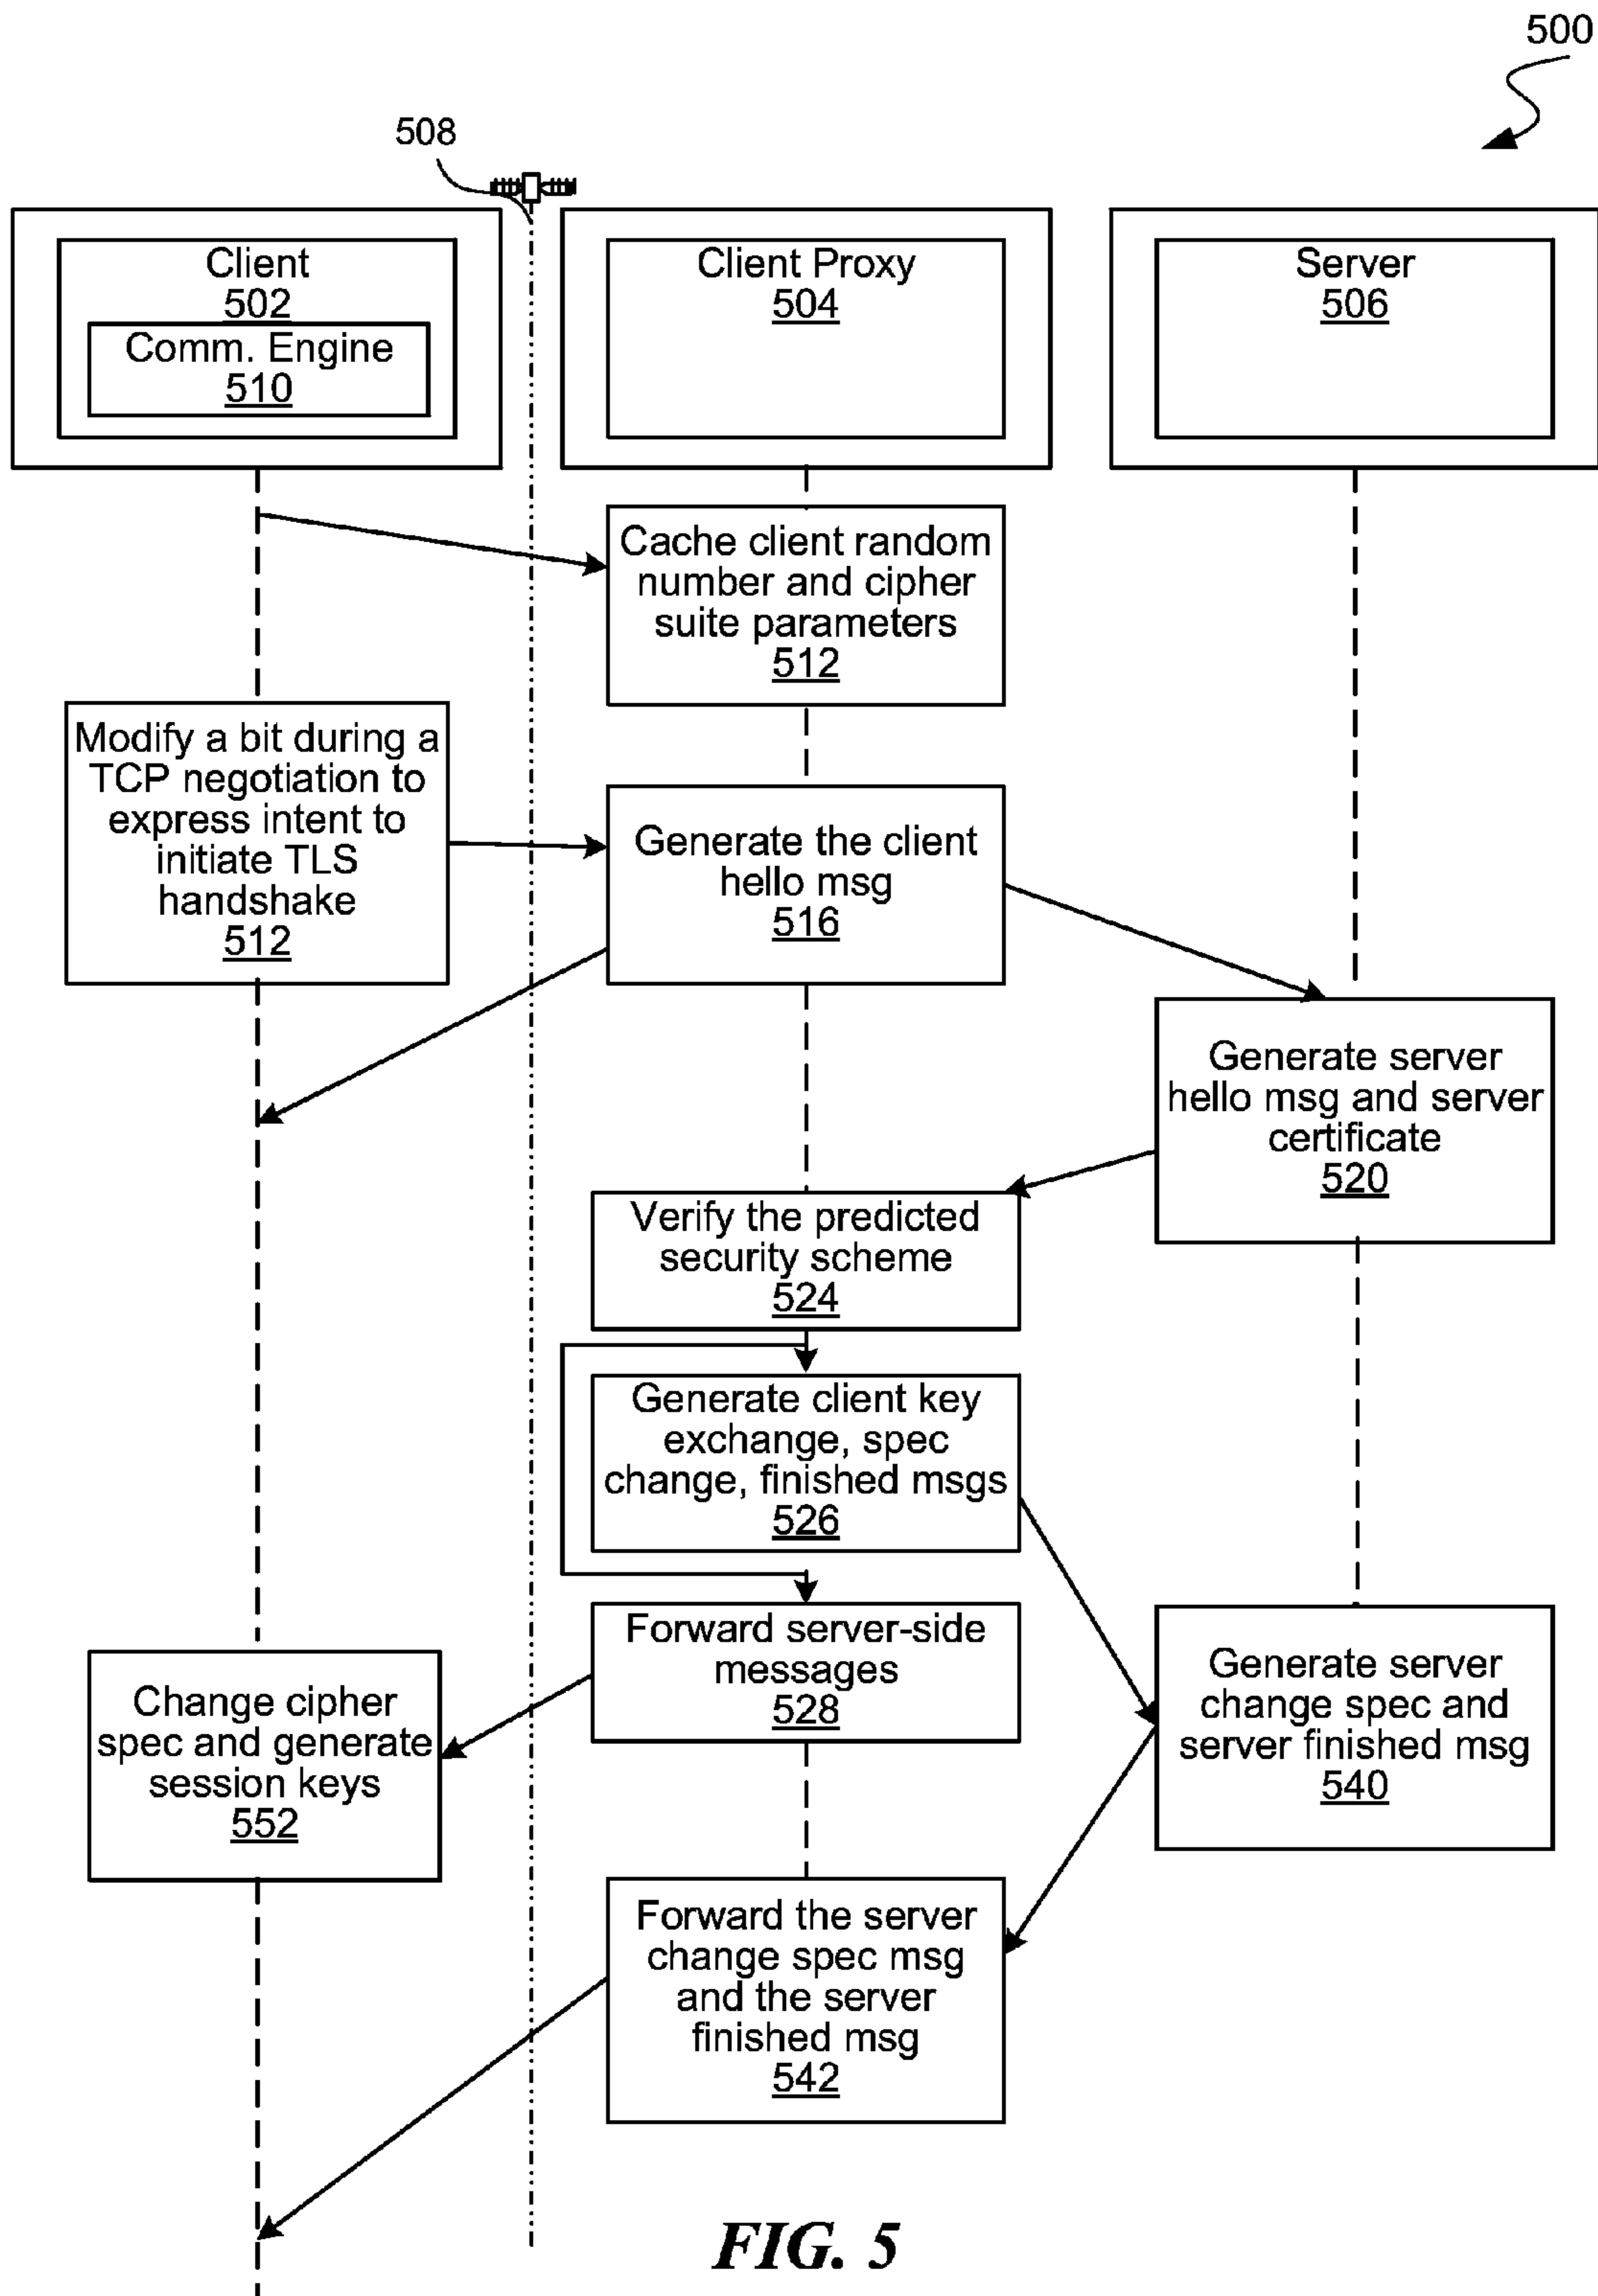 500
508
Client
502
Comm. Engine
510
Client Proxy
504
Server
506
Cache client random
number and cipher
suite parameters
512
Modify a bit during a
TCP negotiation to
express intent to
initiate TLS
handshake
512
Generate the client
hello msg
516
Generate server
hello msg and server
certificate
520
Verify the predicted
security scheme
524
Generate client key
exchange, spec
change, finished msgs
526
Forward server-side
messages
528
Generate server
change spec and
server finished msg
540
Change cipher
spec and generate
session keys
552
Forward the server
change spec msg
and the server
finished msg
542
FIG. 5